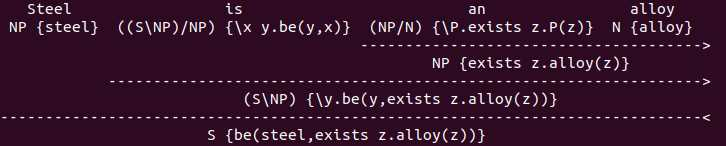 Steel is an alloy
NP {steel} ((S\NP)/NP) {\x y.be(y,x)} (NP/N) {\P.exists z.P(z)} N {alloy}
---------------------------------------->
NP {exists z.alloy(z)}
-------------------------------------------------------------------->
(S\NP) {\y.be(y,exists z.alloy(z))}
---------------------------------------------------------------------------------<
S {be(steel,exists z.alloy(z))}